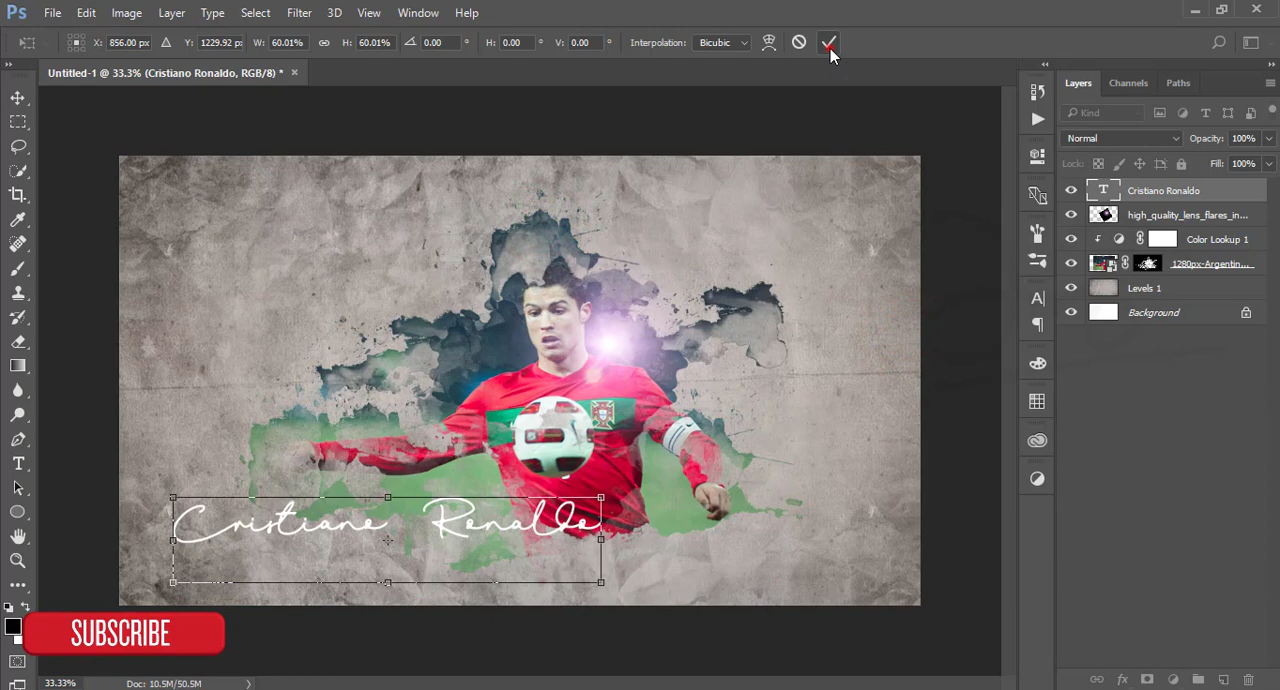 Ps File Edit Image Layer Type Select Filter 3D View Window Help
X: 856.00 px Y: 1229.92 px W: 60.01% H: 60.01% 0.00 ° H: 0.00 ° V: 0.00 ° Interpolation: Bicubic
Untitled-1 @ 33.3% (Cristiano Ronaldo, RGB/8) * ×
Layers Channels Paths
Kind
Normal Opacity: 100%
Lock: Fill: 100%
T Cristiano Ronaldo
high_quality_lens_flares_in...
Color Lookup 1
1280px-Argentin...
Levels 1
Background
Cristiano Ronaldo
SUBSCRIBE
33.33% Doc: 10.5M/50.5M